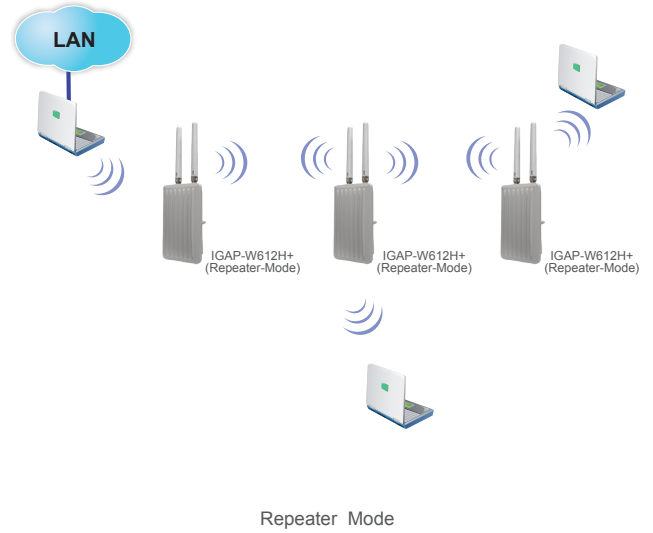 LAN
IGAP-W612H+
(Repeater-Mode)
IGAP-W612H+
(Repeater-Mode)
IGAP-W612H+
(Repeater-Mode)
Repeater Mode